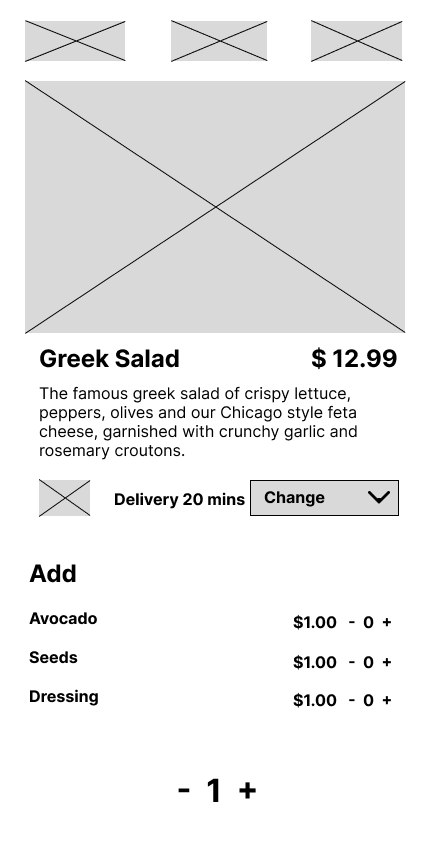 Greek Salad $ 12.99
The famous greek salad of crispy lettuce,
peppers, olives and our Chicago style feta
cheese, garnished with crunchy garlic and
rosemary croutons.
Delivery 20 mins Change
Add
Avocado $1.00 - 0 +
Seeds $1.00 - 0 +
Dressing $1.00 - 0 +
- 1 +